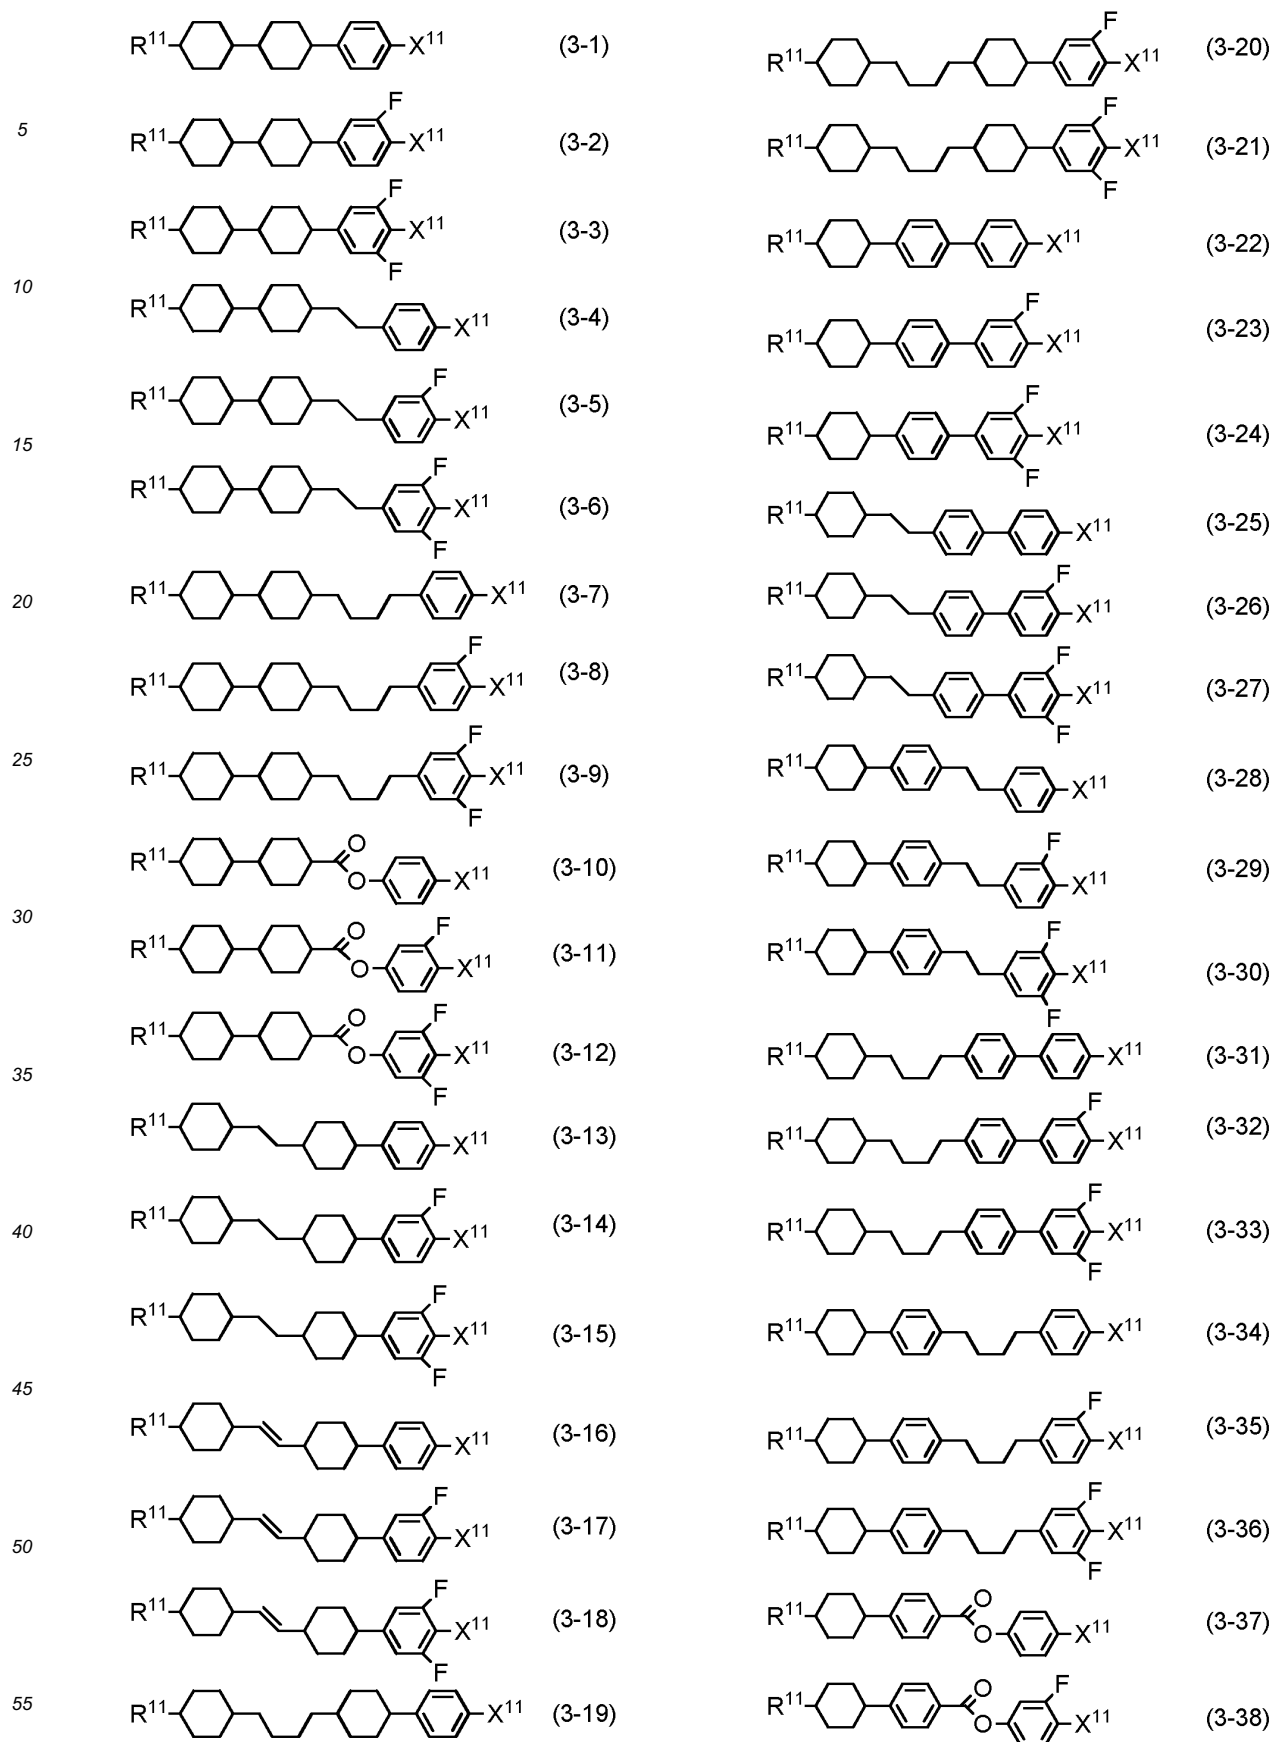 R¹¹ X¹¹ (3-1)
F
5
R¹¹ X¹¹ (3-2)
F
R¹¹ X¹¹ (3-3)
F
10
R¹¹ X¹¹ (3-4)
F
R¹¹ X¹¹ (3-5)
15
F
R¹¹ X¹¹ (3-6)
F
20
R¹¹ X¹¹ (3-7)
F
R¹¹ X¹¹ (3-8)
F
25
R¹¹ X¹¹ (3-9)
F
O
R¹¹ O X¹¹ (3-10)
30
O F
R¹¹ O X¹¹ (3-11)
O F
R¹¹ O X¹¹ (3-12)
35
F
R¹¹ X¹¹ (3-13)
F
40
R¹¹ X¹¹ (3-14)
F
R¹¹ X¹¹ (3-15)
F
45
R¹¹ X¹¹ (3-16)
F
R¹¹ X¹¹ (3-17)
50
F
R¹¹ X¹¹ (3-18)
F
55
R¹¹ X¹¹ (3-19)
F
R¹¹ X¹¹ (3-20)
F
R¹¹ X¹¹ (3-21)
F
R¹¹ X¹¹ (3-22)
F
R¹¹ X¹¹ (3-23)
F
R¹¹ X¹¹ (3-24)
F
R¹¹ X¹¹ (3-25)
F
R¹¹ X¹¹ (3-26)
F
R¹¹ X¹¹ (3-27)
F
R¹¹ X¹¹ (3-28)
F
R¹¹ X¹¹ (3-29)
F
R¹¹ X¹¹ (3-30)
F
R¹¹ X¹¹ (3-31)
F
R¹¹ X¹¹ (3-32)
F
R¹¹ X¹¹ (3-33)
F
R¹¹ X¹¹ (3-34)
F
R¹¹ X¹¹ (3-35)
F
R¹¹ X¹¹ (3-36)
F
O
R¹¹ O X¹¹ (3-37)
O F
R¹¹ O X¹¹ (3-38)